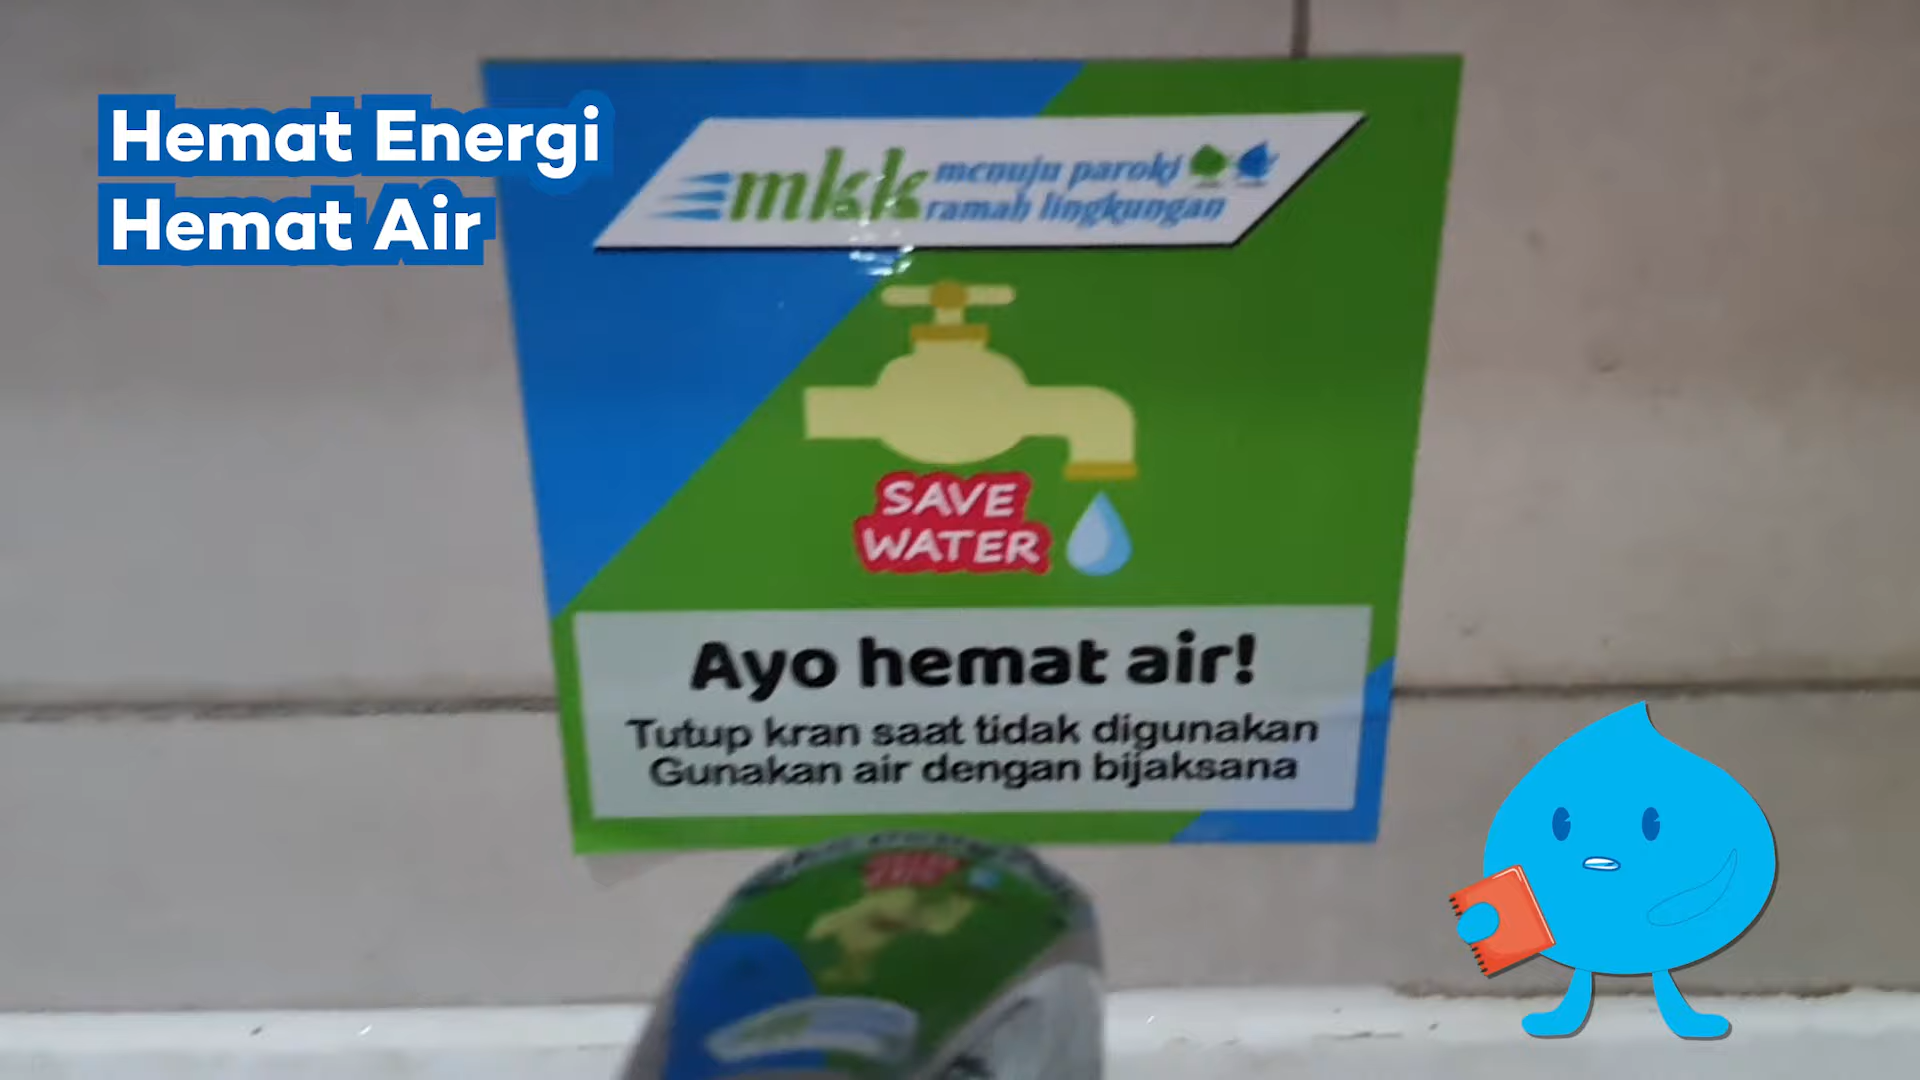 Hemat Energi
Hemat Air
mkk menuju paroki
ramah lingkungan
SAVE
WATER
Ayo hemat air!
Tutup kran saat tidak digunakan
Gunakan air dengan bijaksana